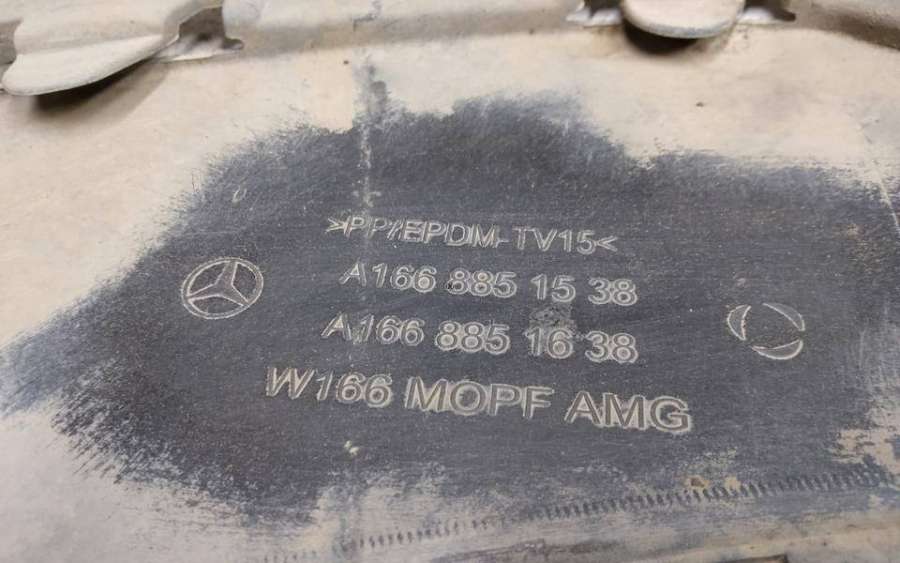 >PP/EPDM-TV15<
A166 885 15 38
A166 885 16 38
W166 MOPF AMG